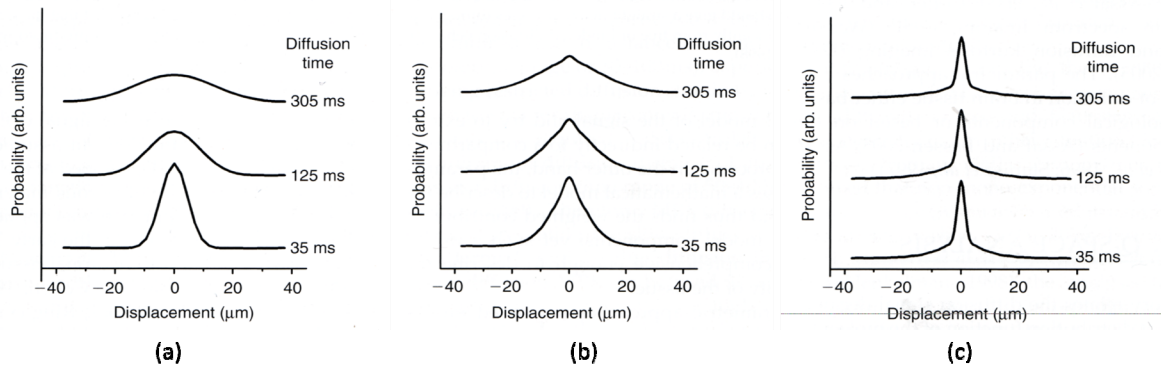 Probability (arb. units)
Diffusion
time
305 ms
125 ms
35 ms
−40 −20 0 20 40
Displacement (μm)
(a)
Probability (arb. units)
Diffusion
time
305 ms
125 ms
35 ms
−40 −20 0 20 40
Displacement (μm)
(b)
Probability (arb. units)
Diffusion
time
305 ms
125 ms
35 ms
−40 −20 0 20 40
Displacement (μm)
(c)